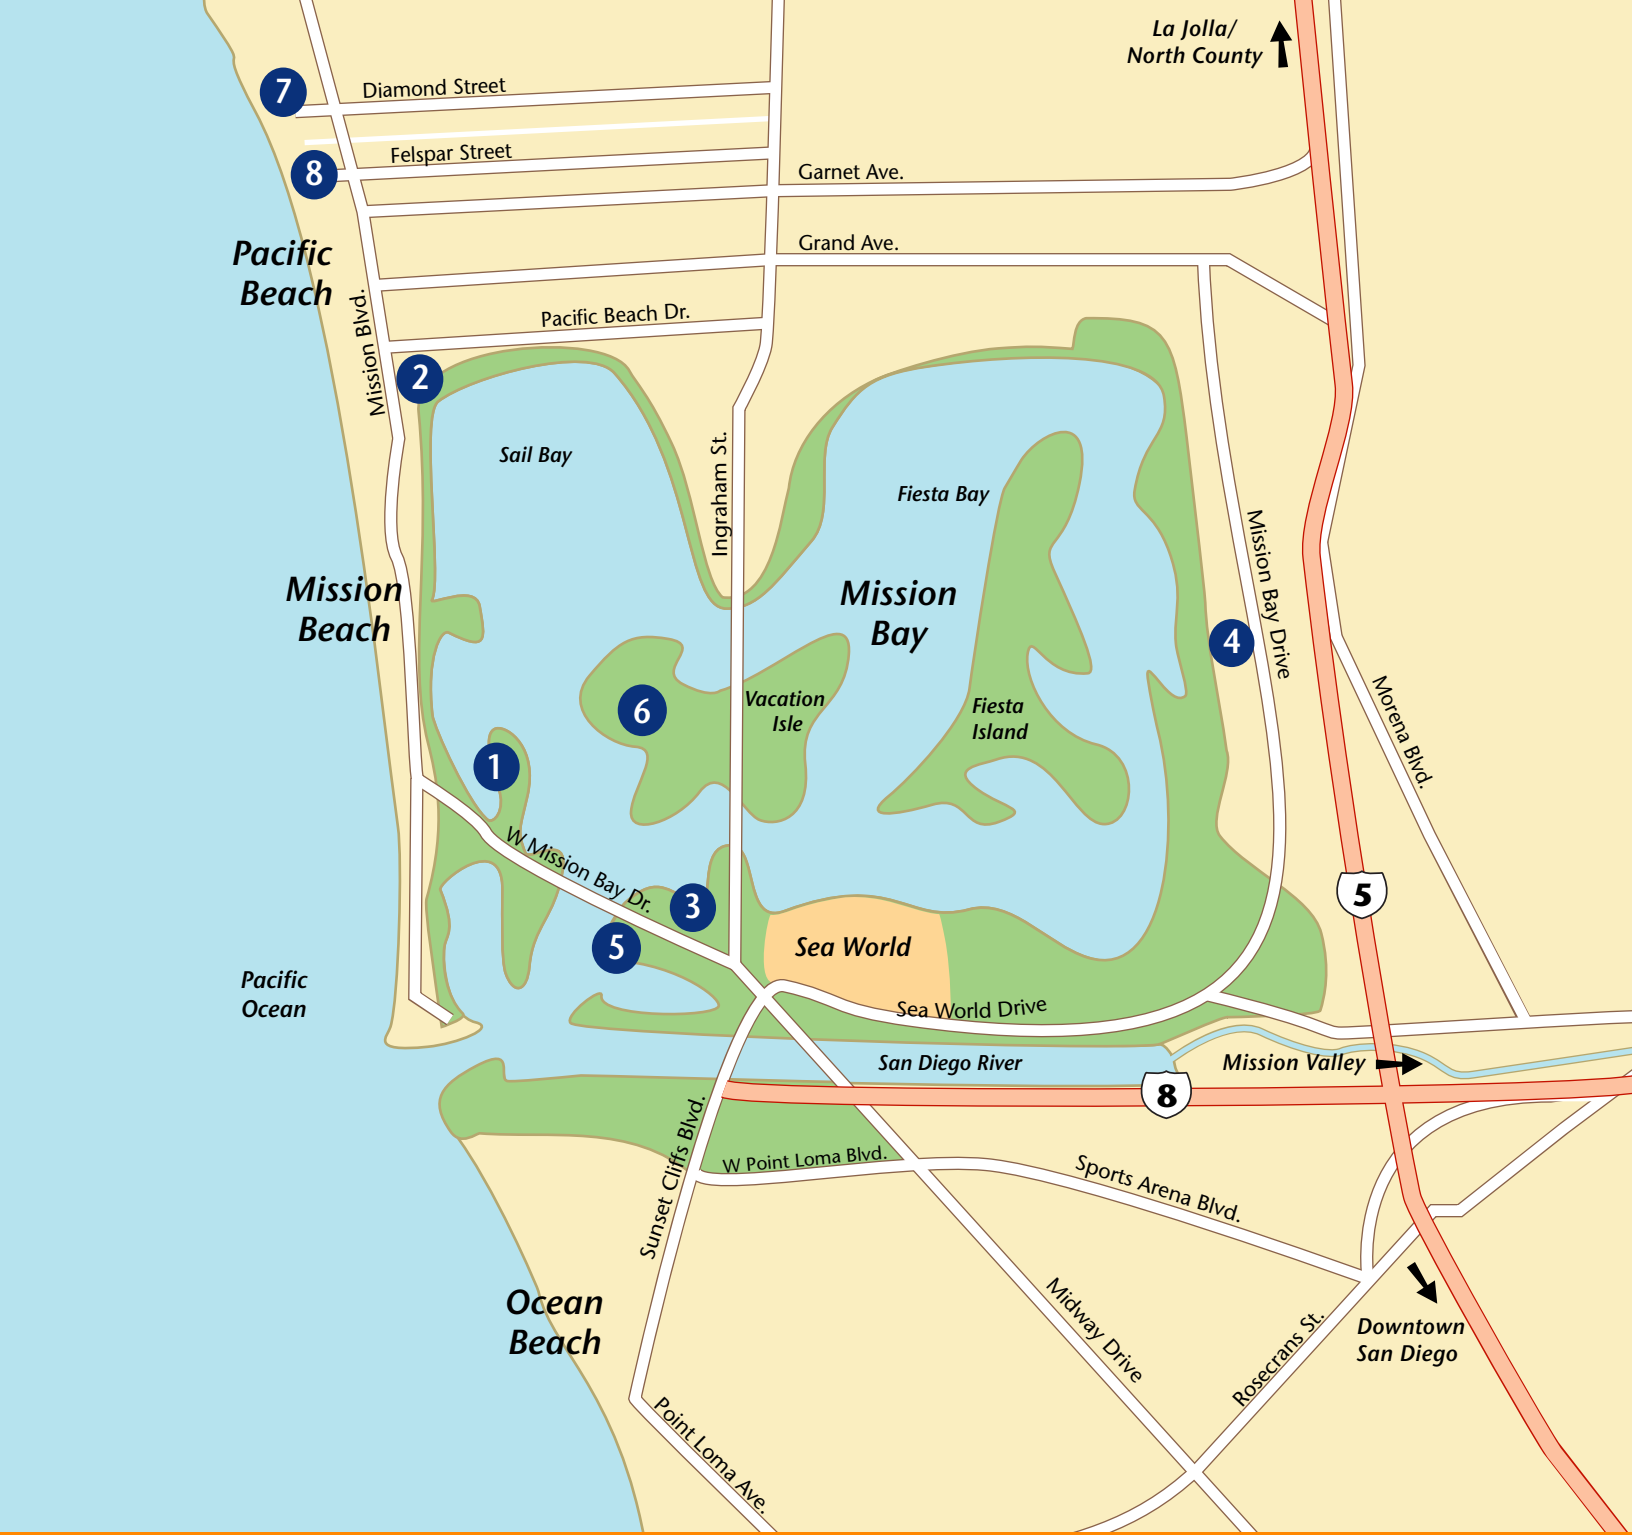 La Jolla/
North County
7
Diamond Street
Felspar Street
8
Garnet Ave.
Pacific
Beach
Grand Ave.
Mission Blvd.
Pacific Beach Dr.
2
Sail Bay
Ingraham St.
Fiesta Bay
Mission
Beach
Mission
Bay
Mission Bay Drive
4
6
Vacation
Isle
Fiesta
Island
Morena Blvd.
1
W Mission Bay Dr.
3
5
5
Sea World
Pacific
Ocean
Sea World Drive
San Diego River
Mission Valley
8
Sunset Cliffs Blvd.
W Point Loma Blvd.
Sports Arena Blvd.
Ocean
Beach
Midway Drive
Rosecrans St.
Downtown
San Diego
Point Loma Ave.